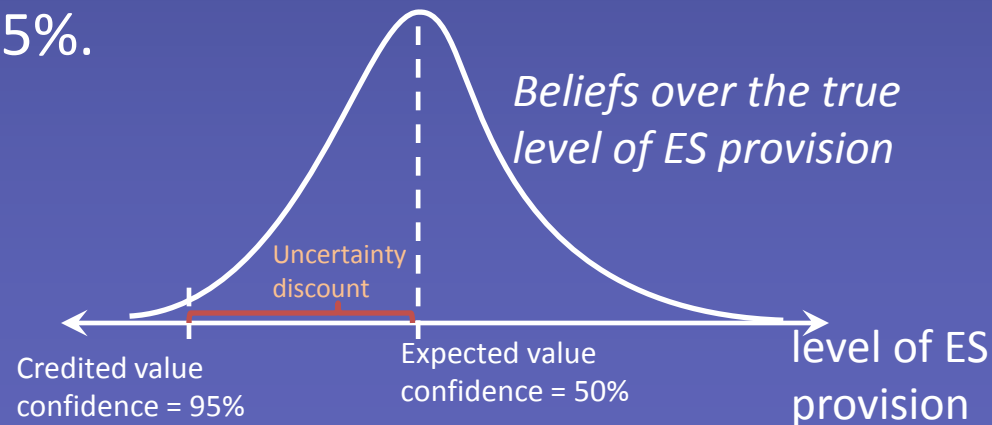 5%.
Beliefs over the true
level of ES provision
Uncertainty
discount
Credited value
confidence = 95%
Expected value
confidence = 50%
level of ES
provision